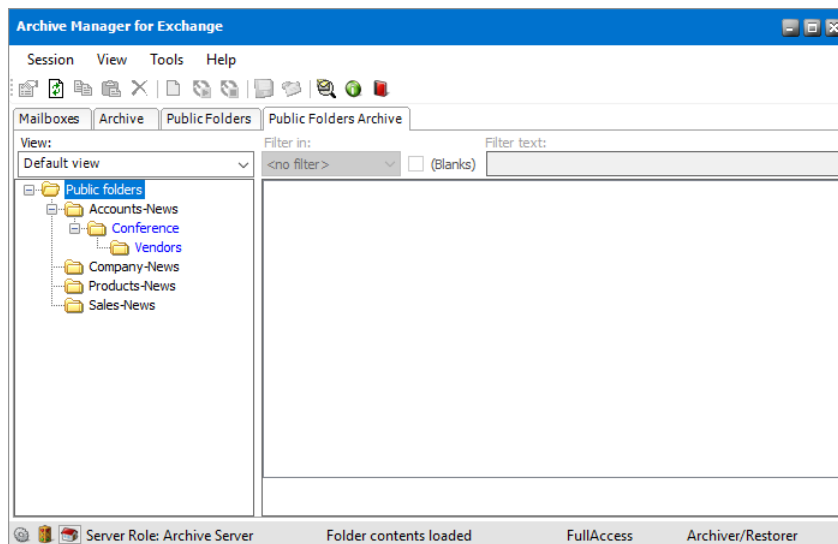 Archive Manager for Exchange
Session View Tools Help
Mailboxes Archive Public Folders Public Folders Archive
View: Filter in: Filter text:
Default view <no filter> (Blanks)
Public folders
Accounts-News
Conference
Vendors
Company-News
Products-News
Sales-News
Server Role: Archive Server Folder contents loaded FullAccess Archiver/Restorer